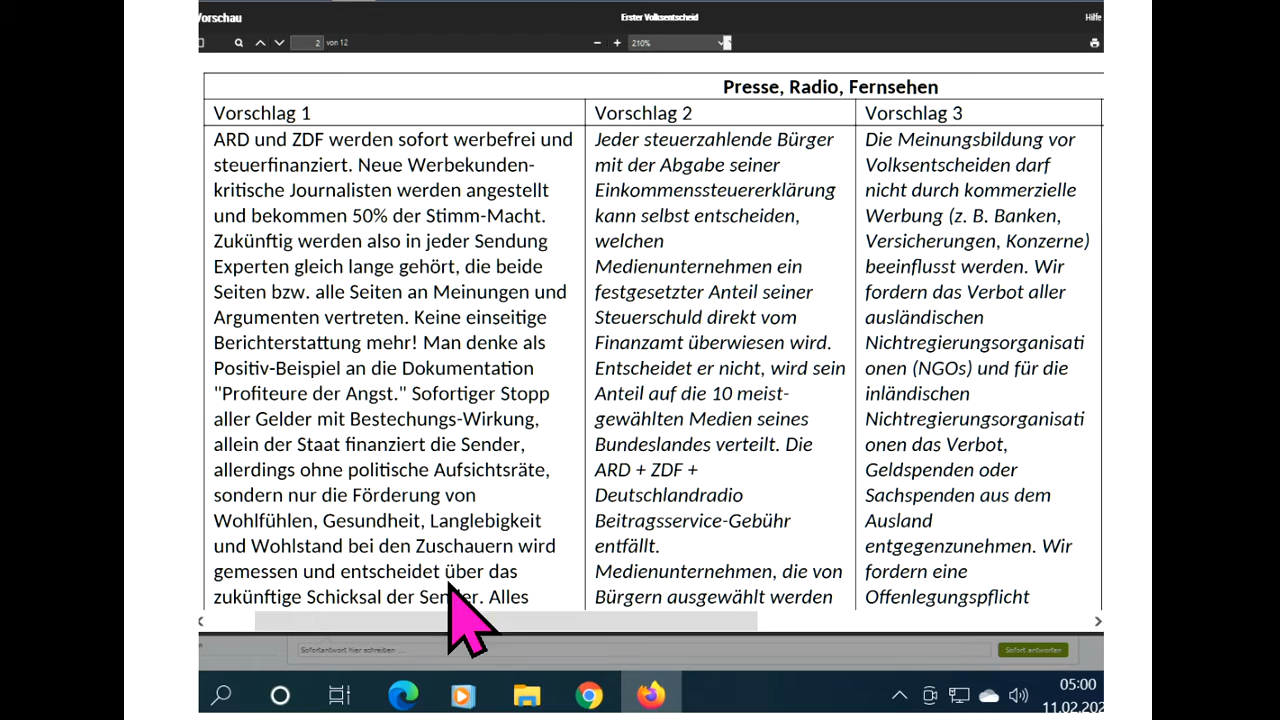 Vorschau
Erster Volksentscheid
Hilfe
2 von 12
210%
Presse, Radio, Fernsehen
Vorschlag 1
ARD und ZDF werden sofort werbefrei und
steuerfinanziert. Neue Werbekunden-
kritische Journalisten werden angestellt
und bekommen 50% der Stimm-Macht.
Zukünftig werden also in jeder Sendung
Experten gleich lange gehört, die beide
Seiten bzw. alle Seiten an Meinungen und
Argumenten vertreten. Keine einseitige
Berichterstattung mehr! Man denke als
Positiv-Beispiel an die Dokumentation
"Profiteure der Angst." Sofortiger Stopp
aller Gelder mit Bestechungs-Wirkung,
allein der Staat finanziert die Sender,
allerdings ohne politische Aufsichtsräte,
sondern nur die Förderung von
Wohlfühlen, Gesundheit, Langlebigkeit
und Wohlstand bei den Zuschauern wird
gemessen und entscheidet über das
zukünftige Schicksal der Sender. Alles
Vorschlag 2
Jeder steuerzahlende Bürger
mit der Abgabe seiner
Einkommenssteuererklärung
kann selbst entscheiden,
welchen
Medienunternehmen ein
festgesetzter Anteil seiner
Steuerschuld direkt vom
Finanzamt überwiesen wird.
Entscheidet er nicht, wird sein
Anteil auf die 10 meist-
gewählten Medien seines
Bundeslandes verteilt. Die
ARD + ZDF +
Deutschlandradio
Beitragsservice-Gebühr
entfällt.
Medienunternehmen, die von
Bürgern ausgewählt werden
Vorschlag 3
Die Meinungsbildung vor
Volksentscheiden darf
nicht durch kommerzielle
Werbung (z. B. Banken,
Versicherungen, Konzerne)
beeinflusst werden. Wir
fordern das Verbot aller
ausländischen
Nichtregierungsorganisati
onen (NGOs) und für die
inländischen
Nichtregierungsorganisati
onen das Verbot,
Geldspenden oder
Sachspenden aus dem
Ausland
entgegenzunehmen. Wir
fordern eine
Offenlegungspflicht
Sofortantwort hier schreiben ...
Sofort antworten
05:00
11.02.202